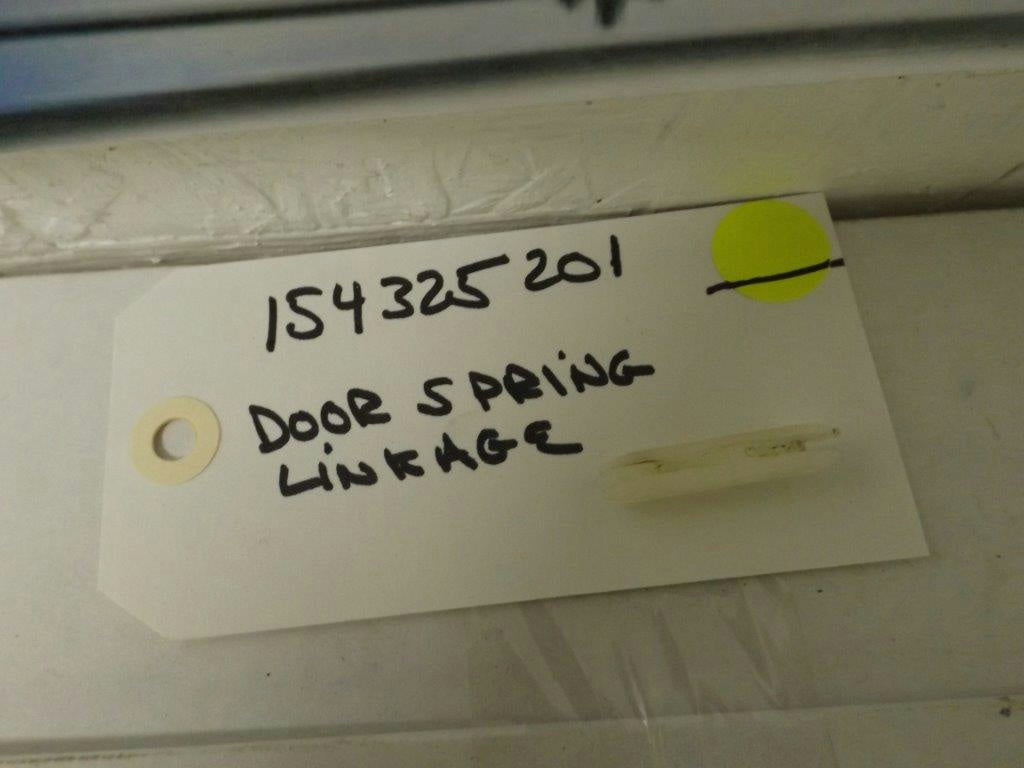 154325201
DOOR SPRING
LINKAGE